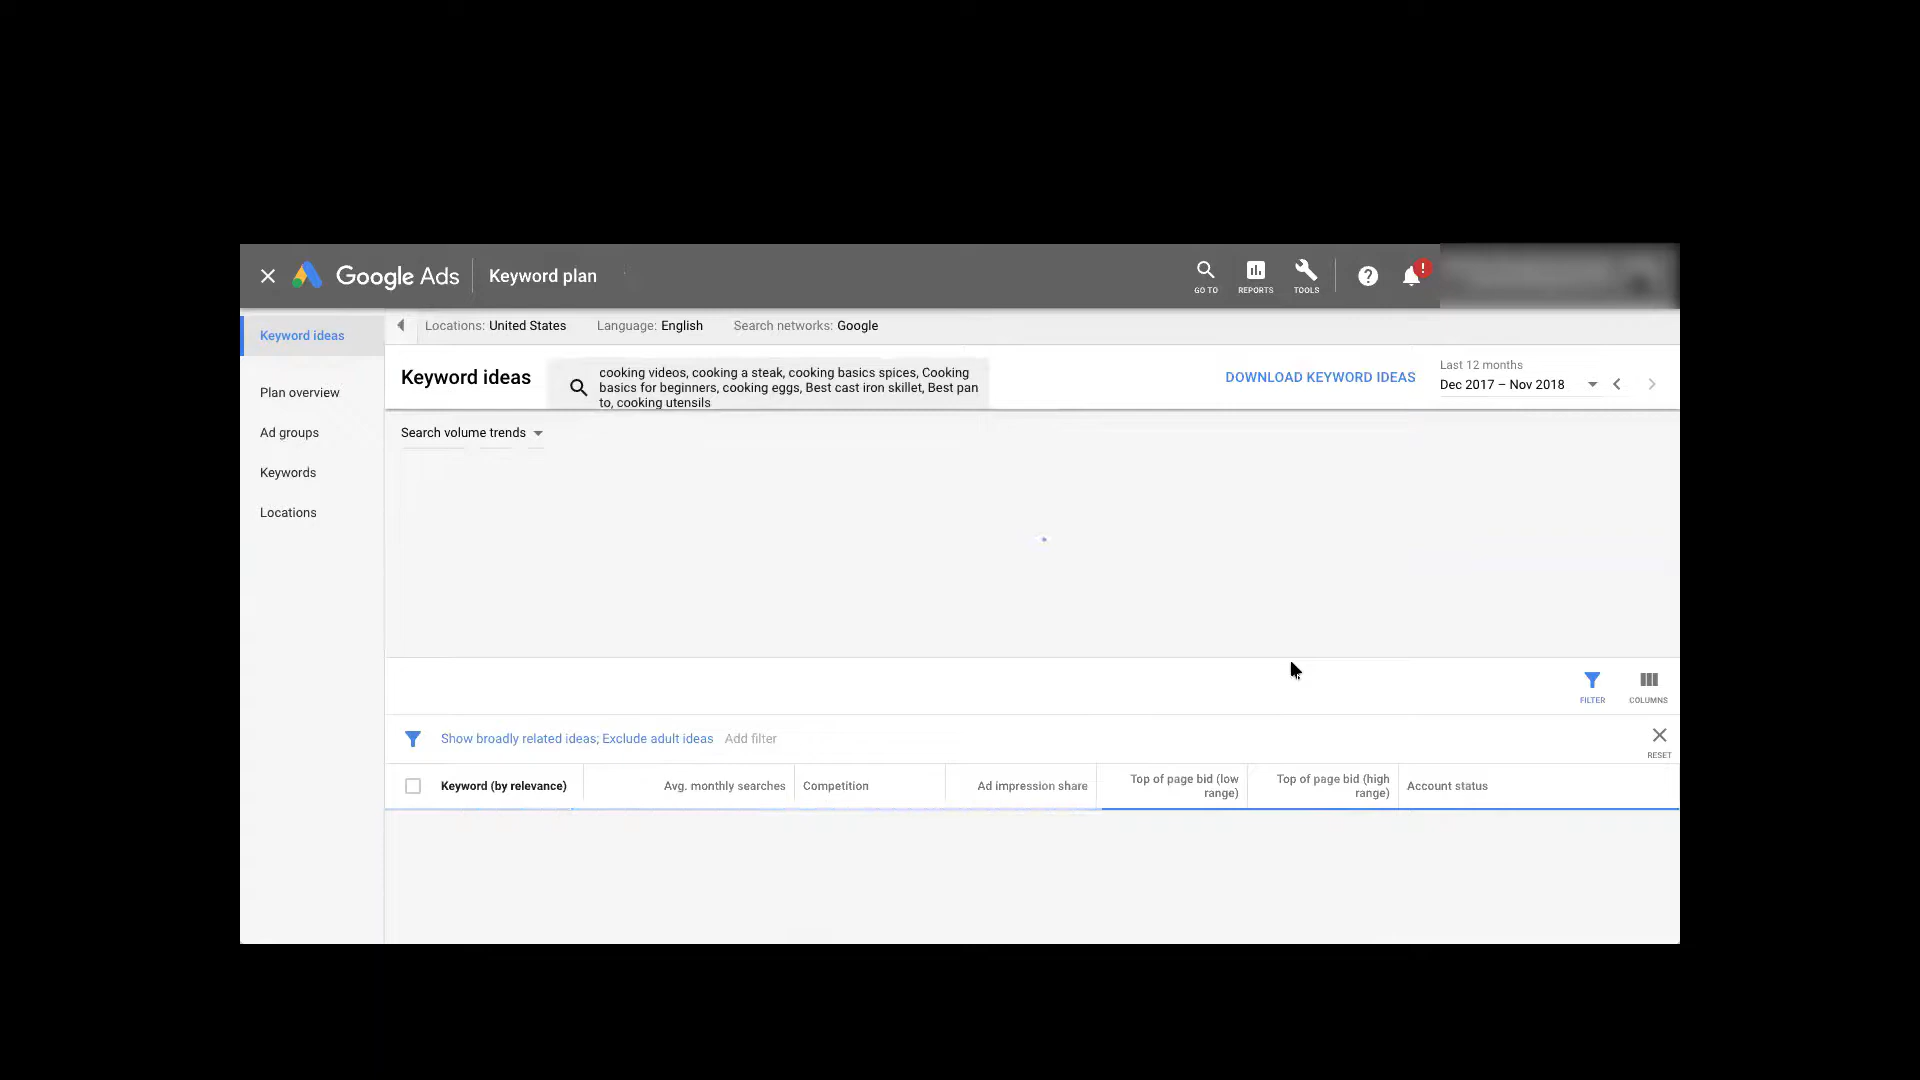 Google Ads
Keyword plan
GO TO
REPORTS
TOOLS
!
Keyword ideas
Plan overview
Ad groups
Keywords
Locations
Locations: United States
Language: English
Search networks: Google
Keyword ideas
cooking videos, cooking a steak, cooking basics spices, Cooking
basics for beginners, cooking eggs, Best cast iron skillet, Best pan
to, cooking utensils
DOWNLOAD KEYWORD IDEAS
Last 12 months
Dec 2017 – Nov 2018
Search volume trends
FILTER
COLUMNS
Show broadly related ideas; Exclude adult ideas
Add filter
RESET
Keyword (by relevance)
Avg. monthly searches
Competition
Ad impression share
Top of page bid (low
range)
Top of page bid (high
range)
Account status